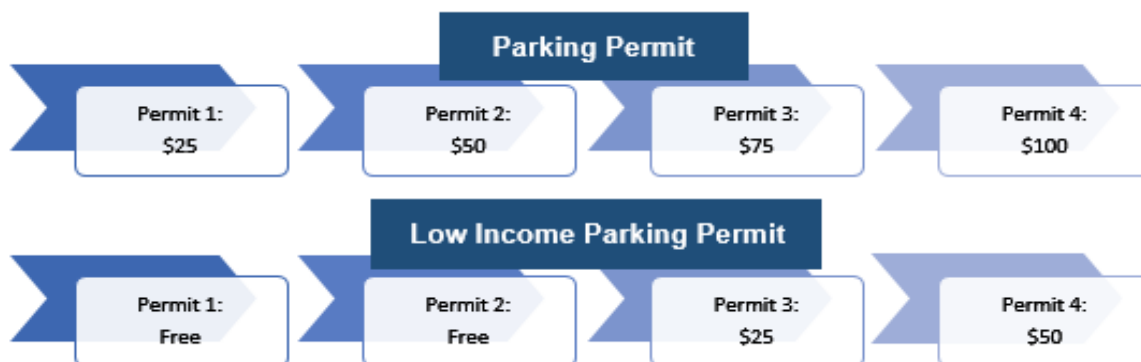 Parking Permit
Permit 1:
$25
Permit 2:
$50
Permit 3:
$75
Permit 4:
$100
Low Income Parking Permit
Permit 1:
Free
Permit 2:
Free
Permit 3:
$25
Permit 4:
$50